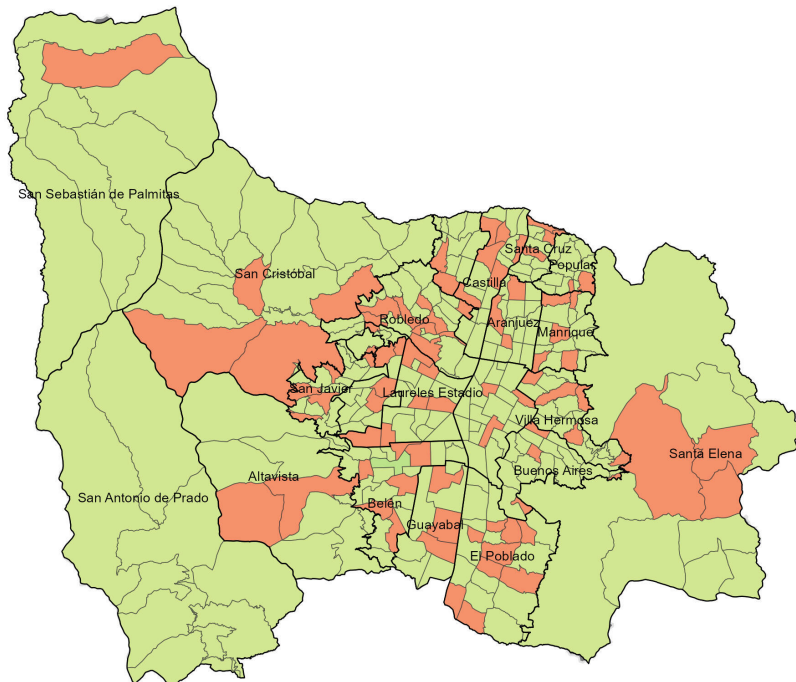 San Sebastián de Palmitas
Santa Cruz
Popular
San Cristóbal
Castilla
Robledo
Aranjuez
Manrique
San Javier
Laureles Estadio
Villa Hermosa
Santa Elena
Buenos Aires
Altavista
San Antonio de Prado
Belén
Guayabal
El Poblado